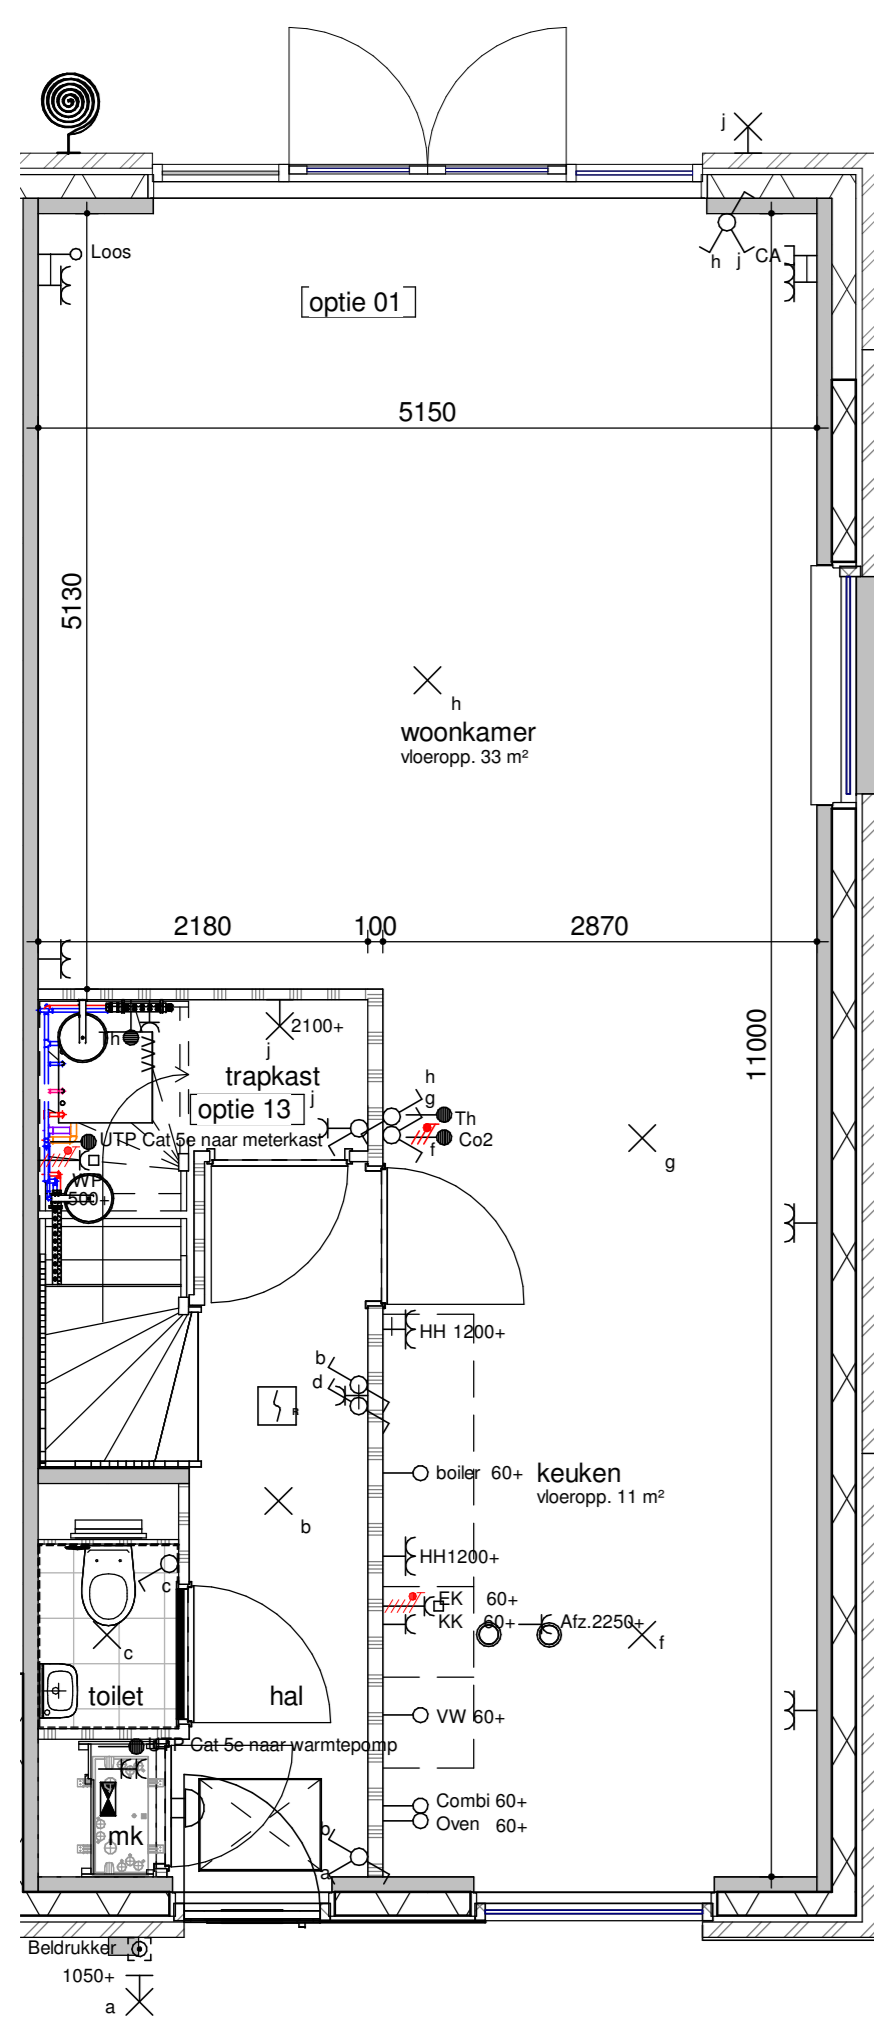 j
Loos
h j CA
optie 01
5150
5130
h
woonkamer
vloeropp. 33 m²
2180 100 2870
11000
2100+
j
Th
trapkast
optie 13
j
h
g
Th
UTP Cat 5e naar meterkast
f
Co2
g
WP
500+
HH 1200+
b
d
R
boiler 60+
keuken
vloeropp. 11 m²
b
HH1200+
c
EK 60+
KK 60+
Afz.2250+
f
c
toilet
hal
VW 60+
UTP Cat 5e naar warmtepomp
Combi 60+
Oven 60+
mk
b
a
Beldrukker
1050+
a